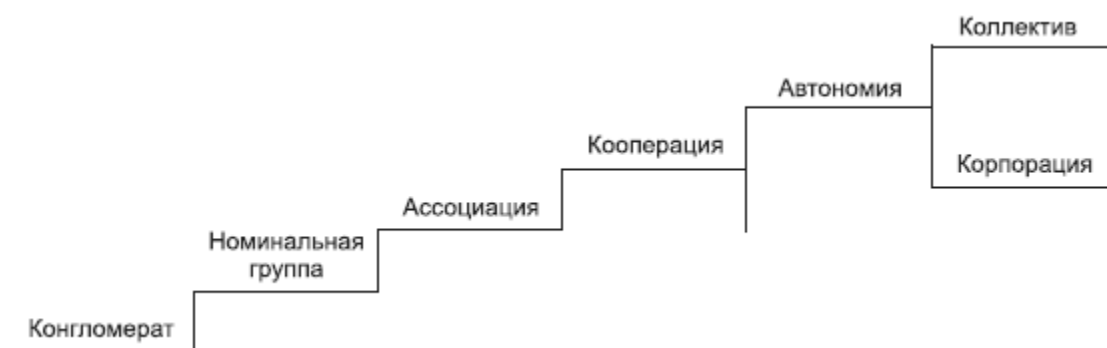 Коллектив
Автономия
Кооперация
Корпорация
Ассоциация
Номинальная
группа
Конгломерат